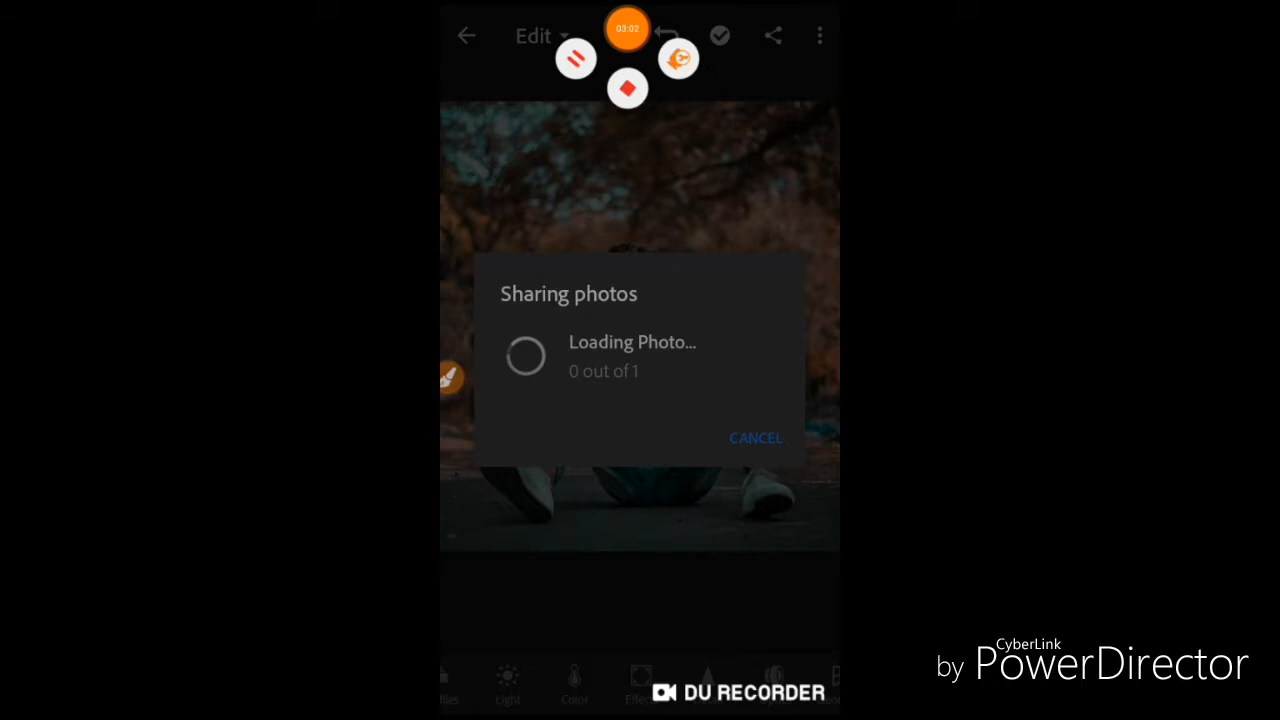 03:02
Edit
Sharing photos
Loading Photo...
0 out of 1
CANCEL
Light
Color
DU RECORDER
CyberLink
by PowerDirector